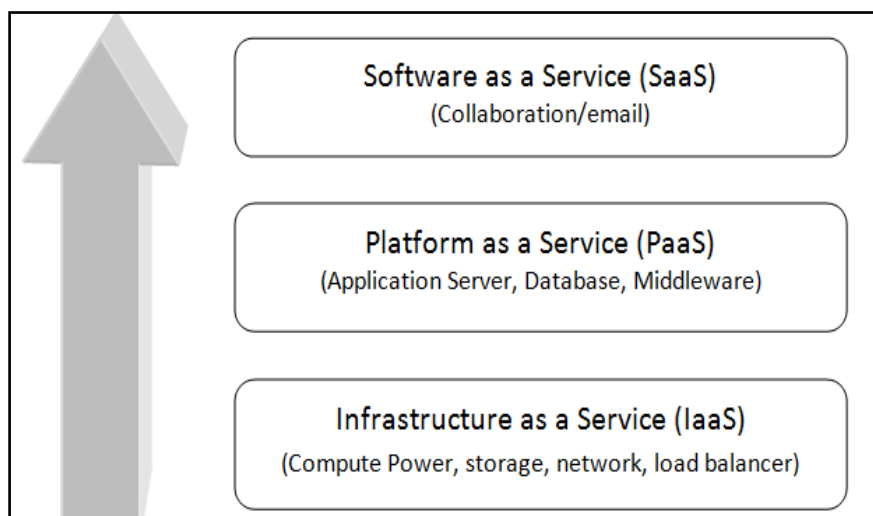 Software as a Service (SaaS)
(Collaboration/email)
Platform as a Service (PaaS)
(Application Server, Database, Middleware)
Infrastructure as a Service (IaaS)
(Compute Power, storage, network, load balancer)